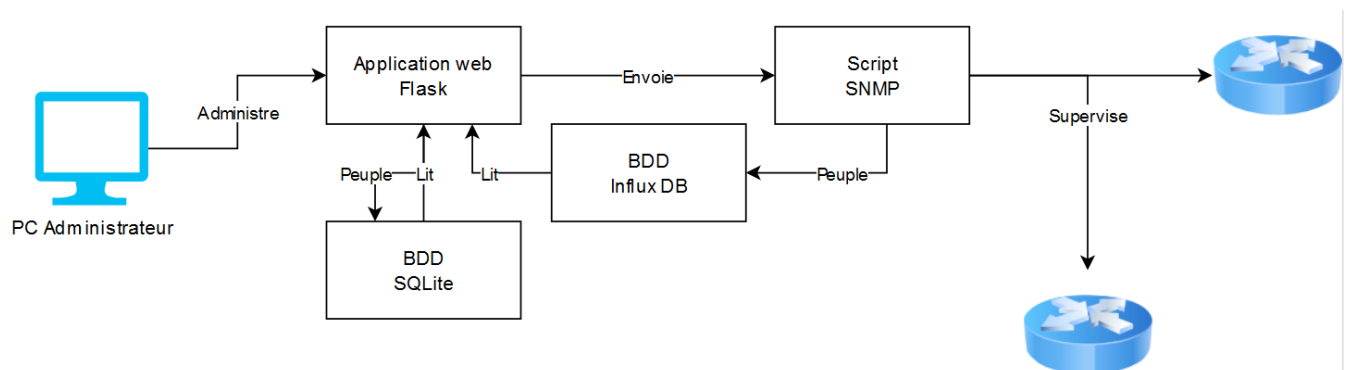 Application web
Flask
Envoie
Script
SNMP
Administre
Supervise
Peuple
Lit
Lit
BDD
Influx DB
Peuple
PC Administrateur
BDD
SQLite